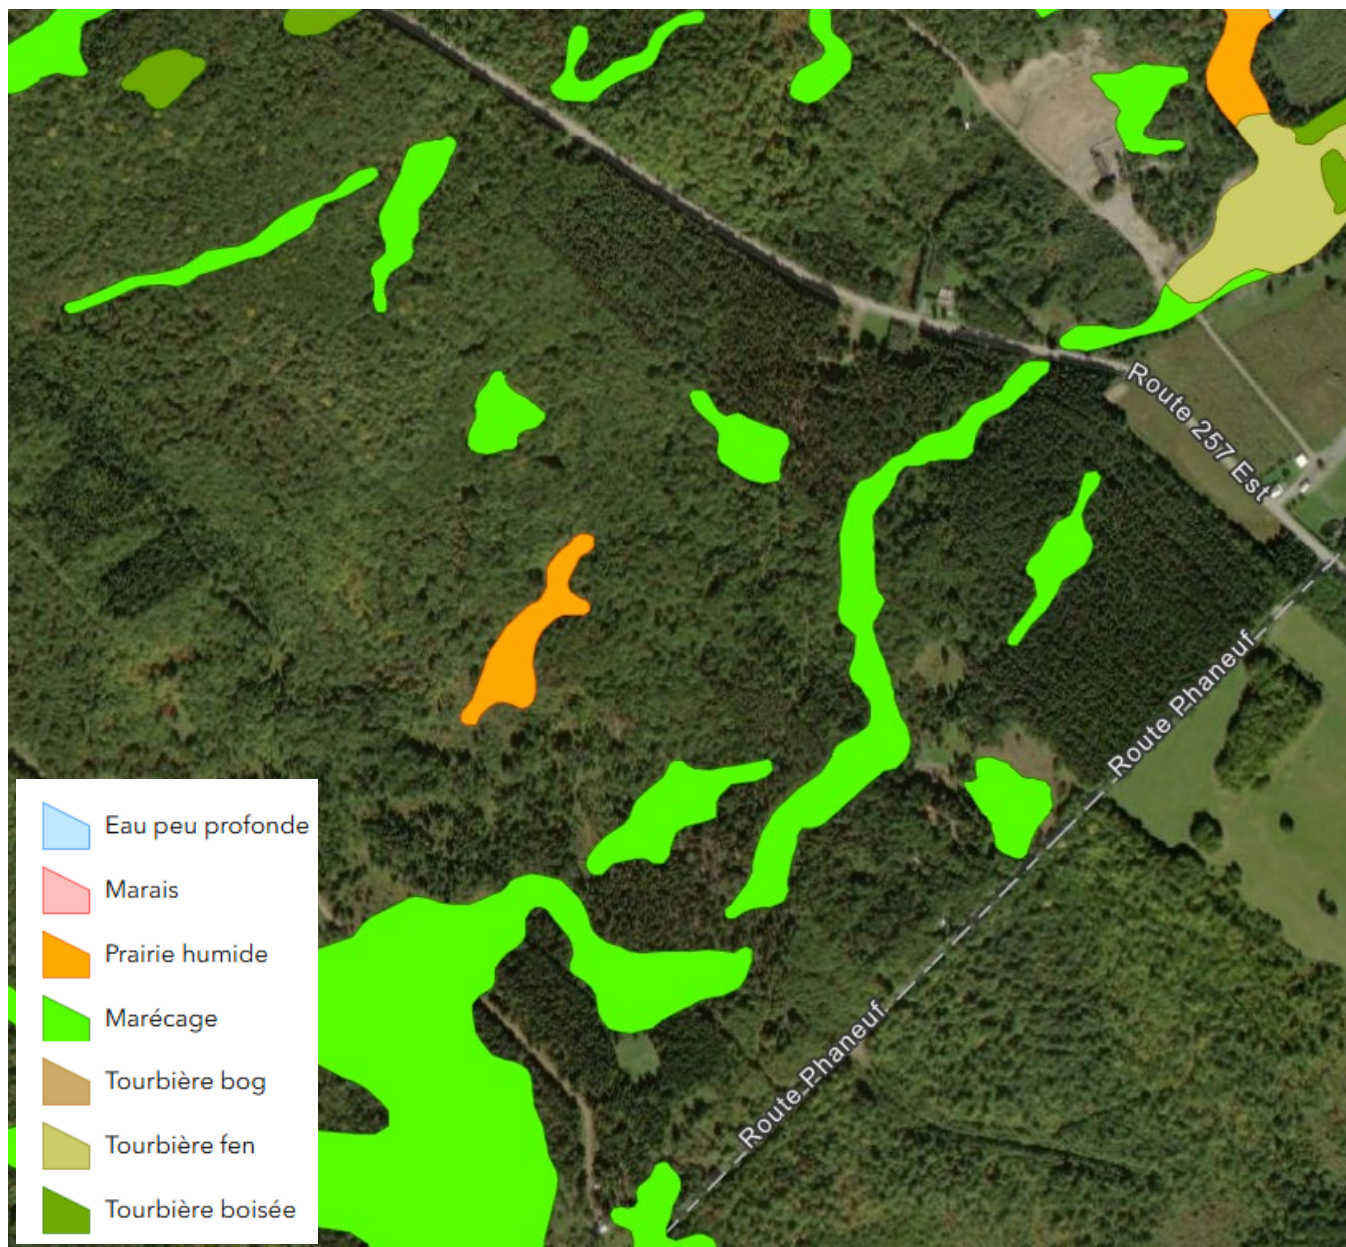 Route 257 Est
Route Phaneuf
Route Phaneuf
Eau peu profonde
Marais
Prairie humide
Marécage
Tourbière bog
Tourbière fen
Tourbière boisée